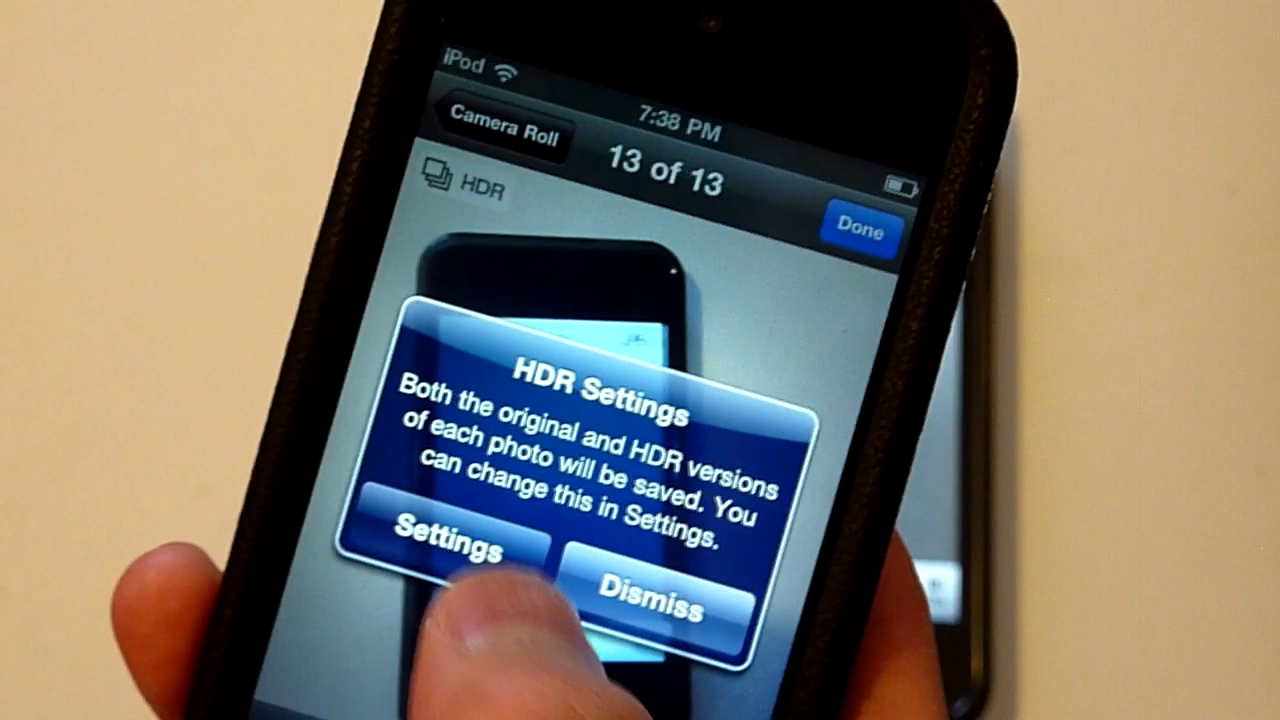 iPod
7:38 PM
Camera Roll
13 of 13
Done
HDR
HDR Settings
Both the original and HDR versions
of each photo will be saved. You
can change this in Settings.
Settings
Dismiss